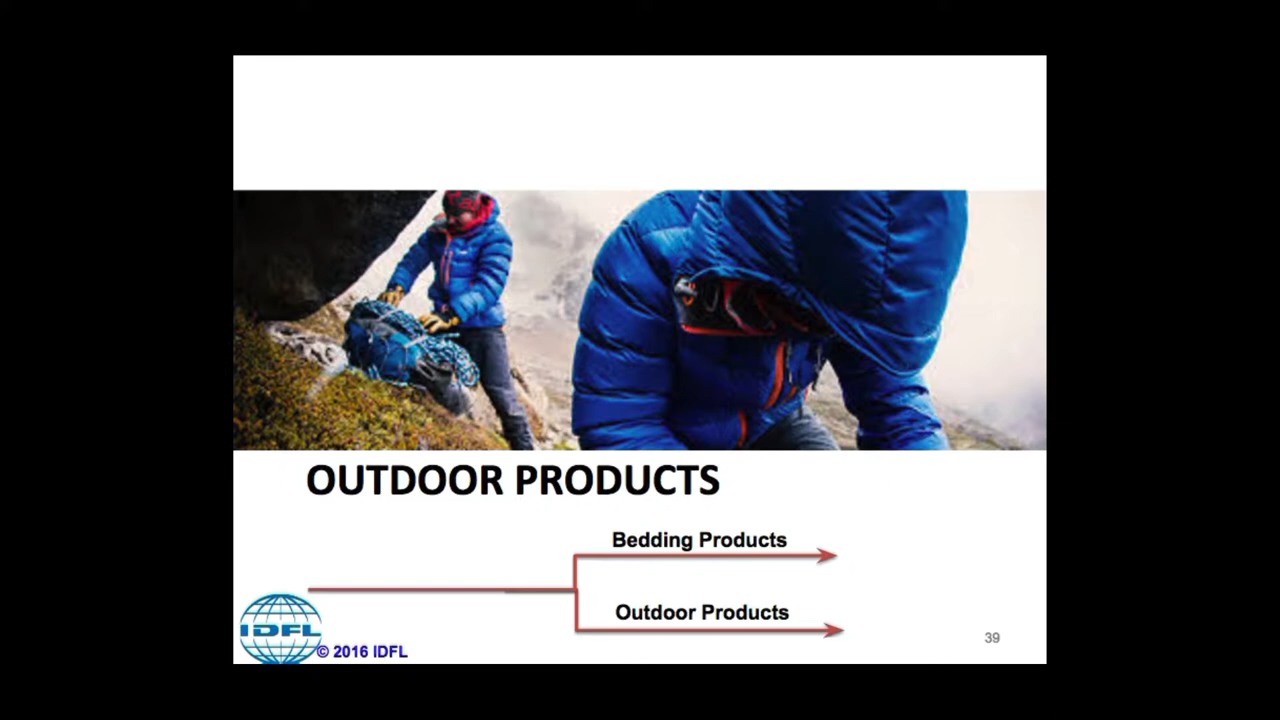 OUTDOOR PRODUCTS
Bedding Products
Outdoor Products
IDFL
© 2016 IDFL
39